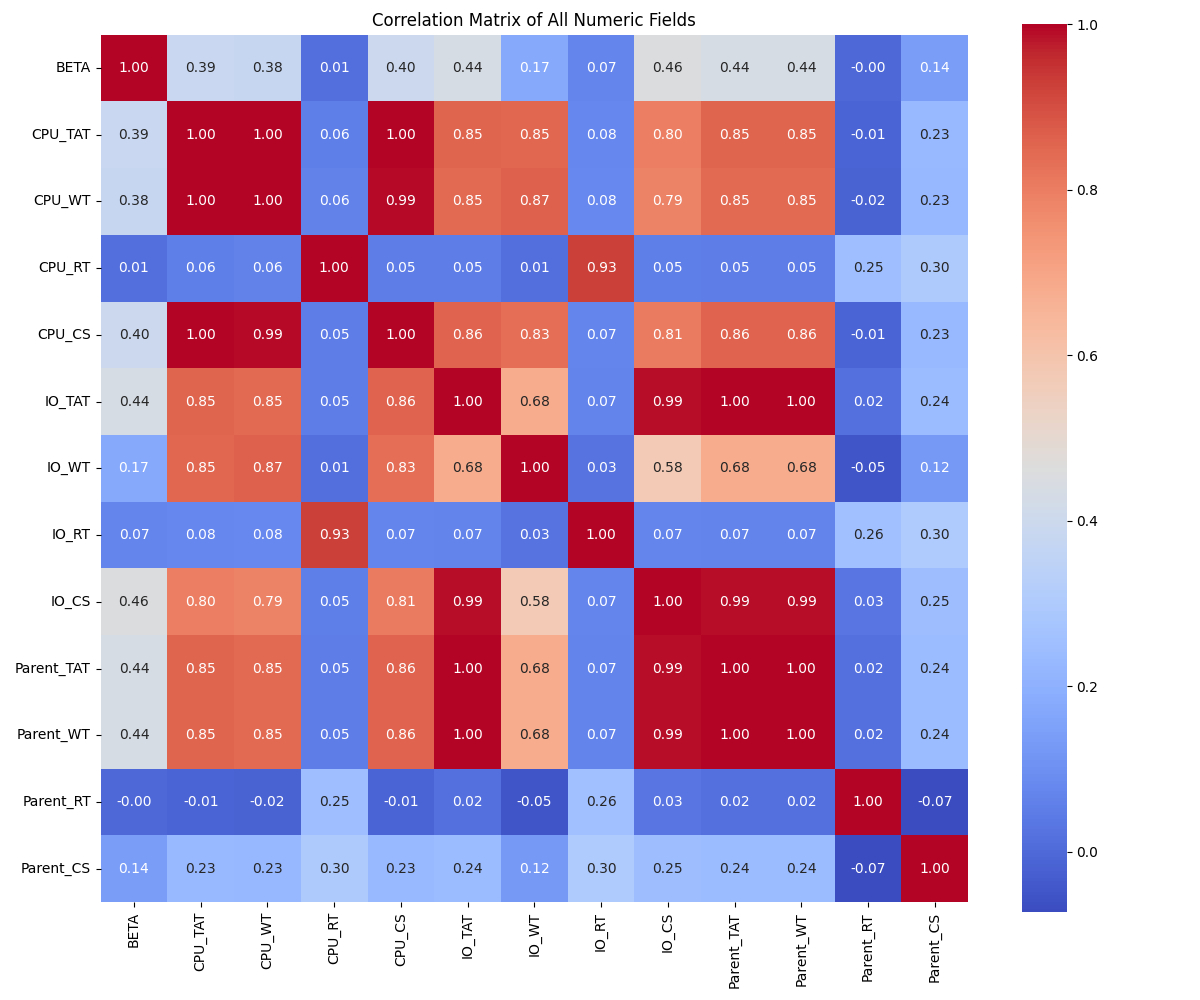 Correlation Matrix of All Numeric Fields
BETA 1.00 0.39 0.38 0.01 0.40 0.44 0.17 0.07 0.46 0.44 0.44 -0.00 0.14
CPU_TAT 0.39 1.00 1.00 0.06 1.00 0.85 0.85 0.08 0.80 0.85 0.85 -0.01 0.23
CPU_WT 0.38 1.00 1.00 0.06 0.99 0.85 0.87 0.08 0.79 0.85 0.85 -0.02 0.23
CPU_RT 0.01 0.06 0.06 1.00 0.05 0.05 0.01 0.93 0.05 0.05 0.05 0.25 0.30
CPU_CS 0.40 1.00 0.99 0.05 1.00 0.86 0.83 0.07 0.81 0.86 0.86 -0.01 0.23
IO_TAT 0.44 0.85 0.85 0.05 0.86 1.00 0.68 0.07 0.99 1.00 1.00 0.02 0.24
IO_WT 0.17 0.85 0.87 0.01 0.83 0.68 1.00 0.03 0.58 0.68 0.68 -0.05 0.12
IO_RT 0.07 0.08 0.08 0.93 0.07 0.07 0.03 1.00 0.07 0.07 0.07 0.26 0.30
IO_CS 0.46 0.80 0.79 0.05 0.81 0.99 0.58 0.07 1.00 0.99 0.99 0.03 0.25
Parent_TAT 0.44 0.85 0.85 0.05 0.86 1.00 0.68 0.07 0.99 1.00 1.00 0.02 0.24
Parent_WT 0.44 0.85 0.85 0.05 0.86 1.00 0.68 0.07 0.99 1.00 1.00 0.02 0.24
Parent_RT -0.00 -0.01 -0.02 0.25 -0.01 0.02 -0.05 0.26 0.03 0.02 0.02 1.00 -0.07
Parent_CS 0.14 0.23 0.23 0.30 0.23 0.24 0.12 0.30 0.25 0.24 0.24 -0.07 1.00
BETA CPU_TAT CPU_WT CPU_RT CPU_CS IO_TAT IO_WT IO_RT IO_CS Parent_TAT Parent_WT Parent_RT Parent_CS
1.0
0.8
0.6
0.4
0.2
0.0